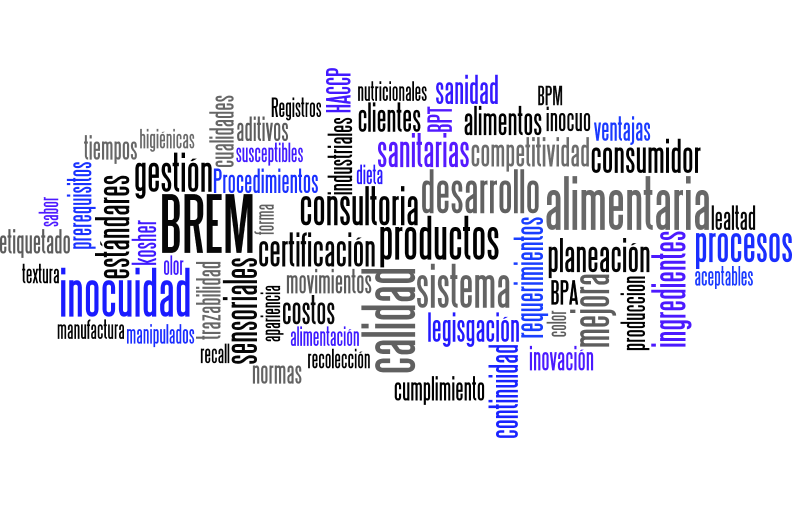 HACCP
nutricionales
sanidad
BPM
Registros
clientes
BPT
alimentos
inocuo
ventajas
cualidades
aditivos
tiempos
higiénicas
susceptibles
industriales
sanitarias
competitividad
consumidor
gestión
Procedimientos
dieta
desarrollo
alimentaria
prerequisitos
estándares
sabor
BREM
forma
consultoria
lealtad
etiquetado
kosher
certificación
productos
requerimientos
planeación
ingredientes
procesos
textura
olor
inocuidad
trazabilidad
sensoriales
movimientos
calidad
sistema
BPA
mejora
produccion
aceptables
apariencia
costos
color
manufactura
manipulados
alimentación
legisgación
recall
recolección
inovación
normas
cumplimiento
continuidad